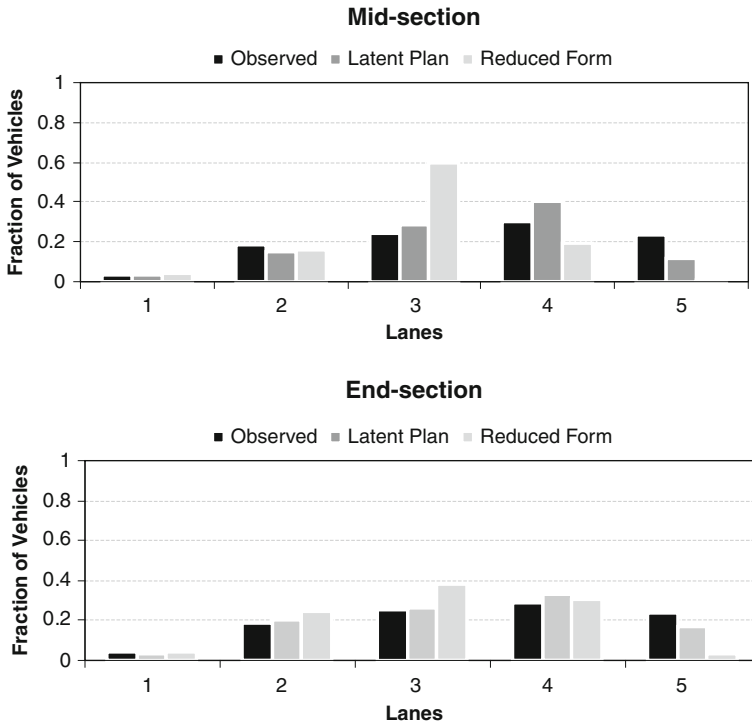 Mid-section
Observed Latent Plan Reduced Form
Fraction of Vehicles
1
0.8
0.6
0.4
0.2
0
1 2 3 4 5
Lanes
End-section
Observed Latent Plan Reduced Form
Fraction of Vehicles
1
0.8
0.6
0.4
0.2
0
1 2 3 4 5
Lanes